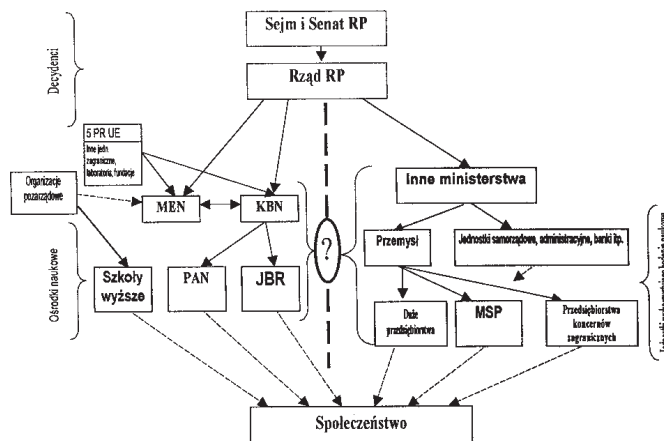 Sejm i Senat RP
Rząd RP
Decydenci
5 PR UE
Inne jedn.
zagraniczne,
laboratoria, fundacje
Organizacje
pozarządowe
MEN
KBN
Inne ministerstwa
?
Przemysł
Jednostki samorządowe, administracyjne, banki itp.
Ośrodki naukowe
Szkoły
wyższe
PAN
JBR
Duże
przedsiębiorstwa
MSP
Przedsiębiorstwa
koncernów
zagranicznych
Społeczeństwo